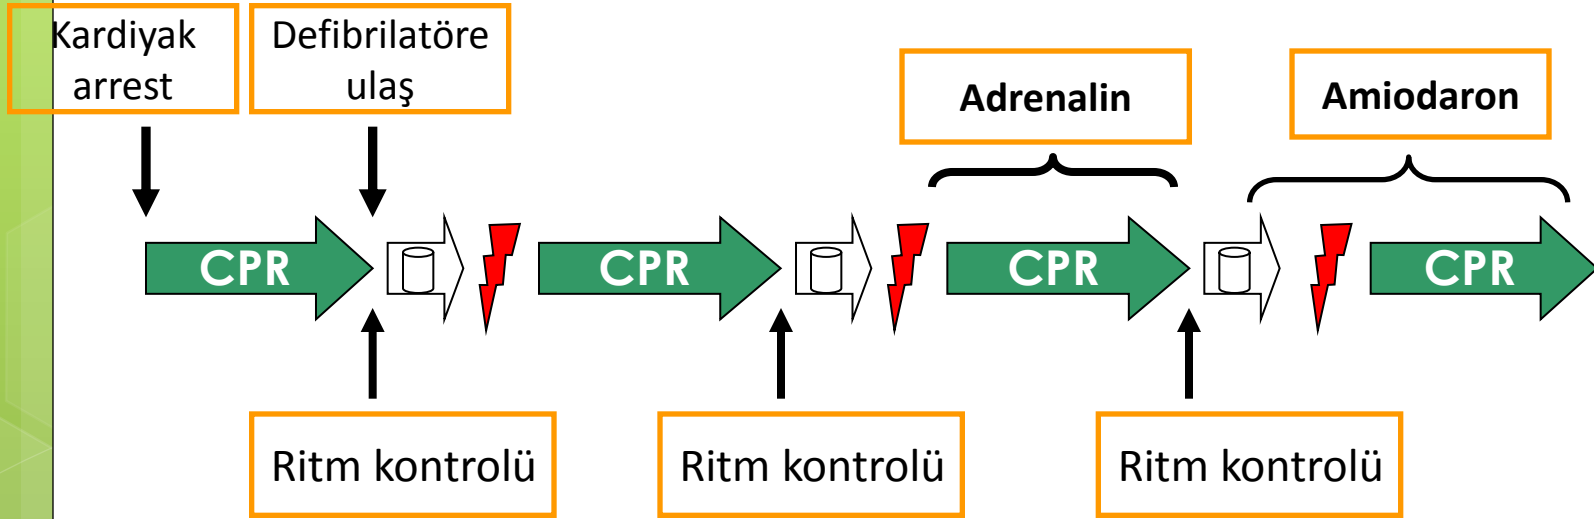 Kardiyak
arrest
Defibrilatöre
ulaş
Adrenalin
Amiodaron
CPR
CPR
CPR
CPR
Ritm kontrolü
Ritm kontrolü
Ritm kontrolü